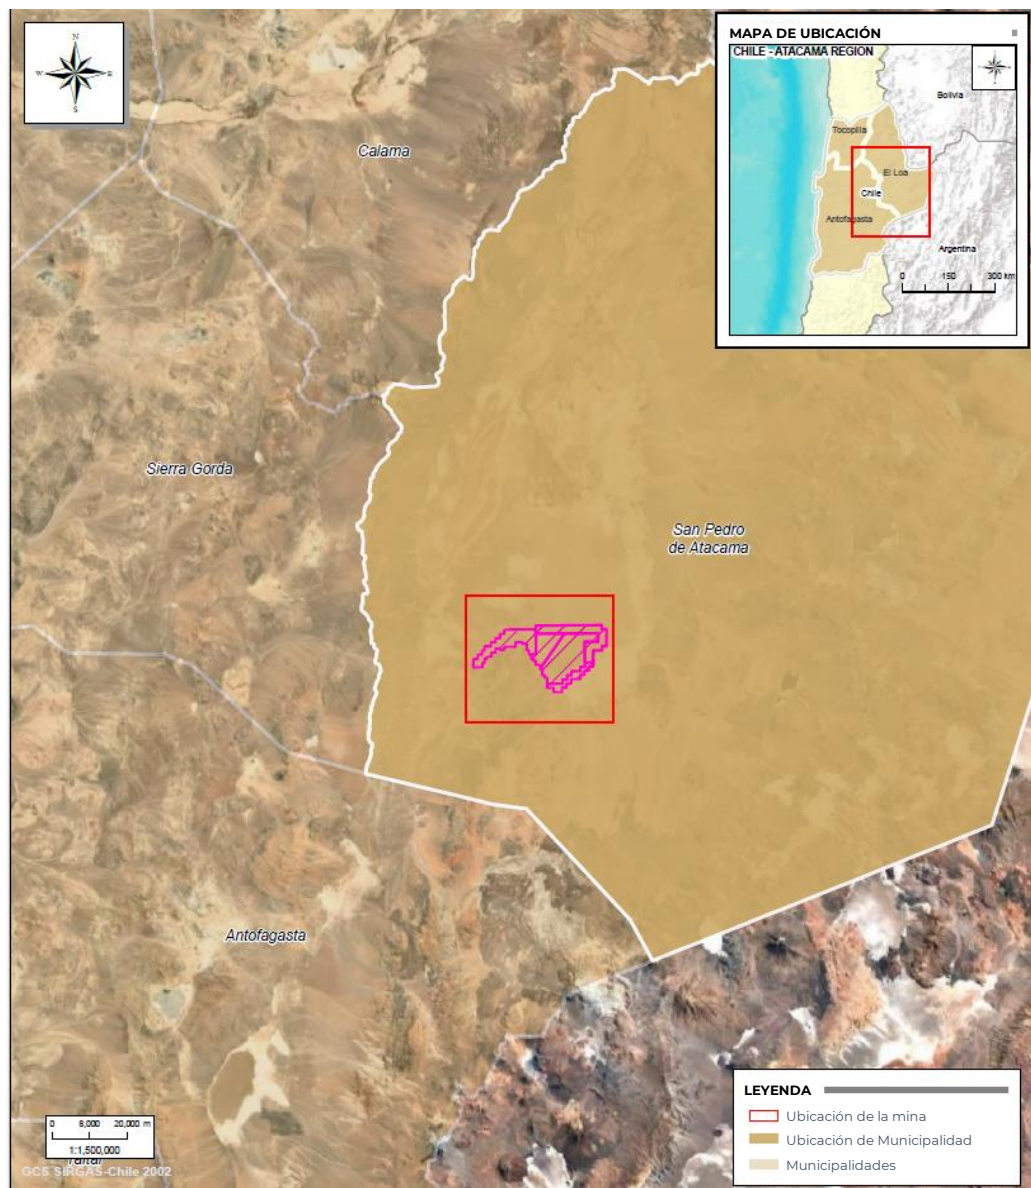 N
W
E
S
Calama
MAPA DE UBICACIÓN
CHILE - ATACAMA REGION
Bolivia
Tocopilla
El Loa
Chile
Antofagasta
Argentina
0 150 300 km
Sierra Gorda
San Pedro
de Atacama
Antofagasta
LEYENDA
Ubicación de la mina
Ubicación de Municipalidad
Municipalidades
0 8,000 20,000 m
1:1,500,000
Taltal
GCS SIRGAS-Chile 2002